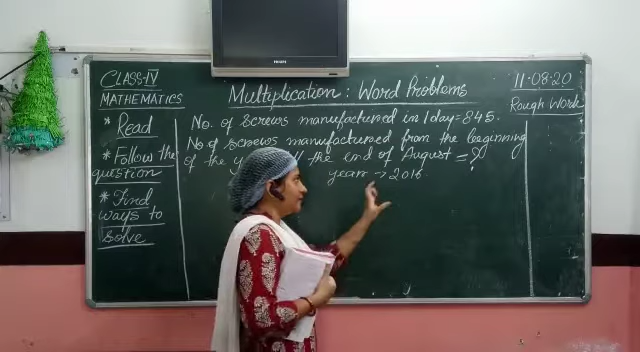 CLASS-IV
MATHEMATICS
* Read
* Follow the
question
* Find
ways to
solve
PHILIPS
Multiplication: Word Problems
No. of screws manufactured in 1 day = 845.
No of screws manufactured from the beginning
of the the end of August = ?
year → 2016
11-08-20
Rough Work